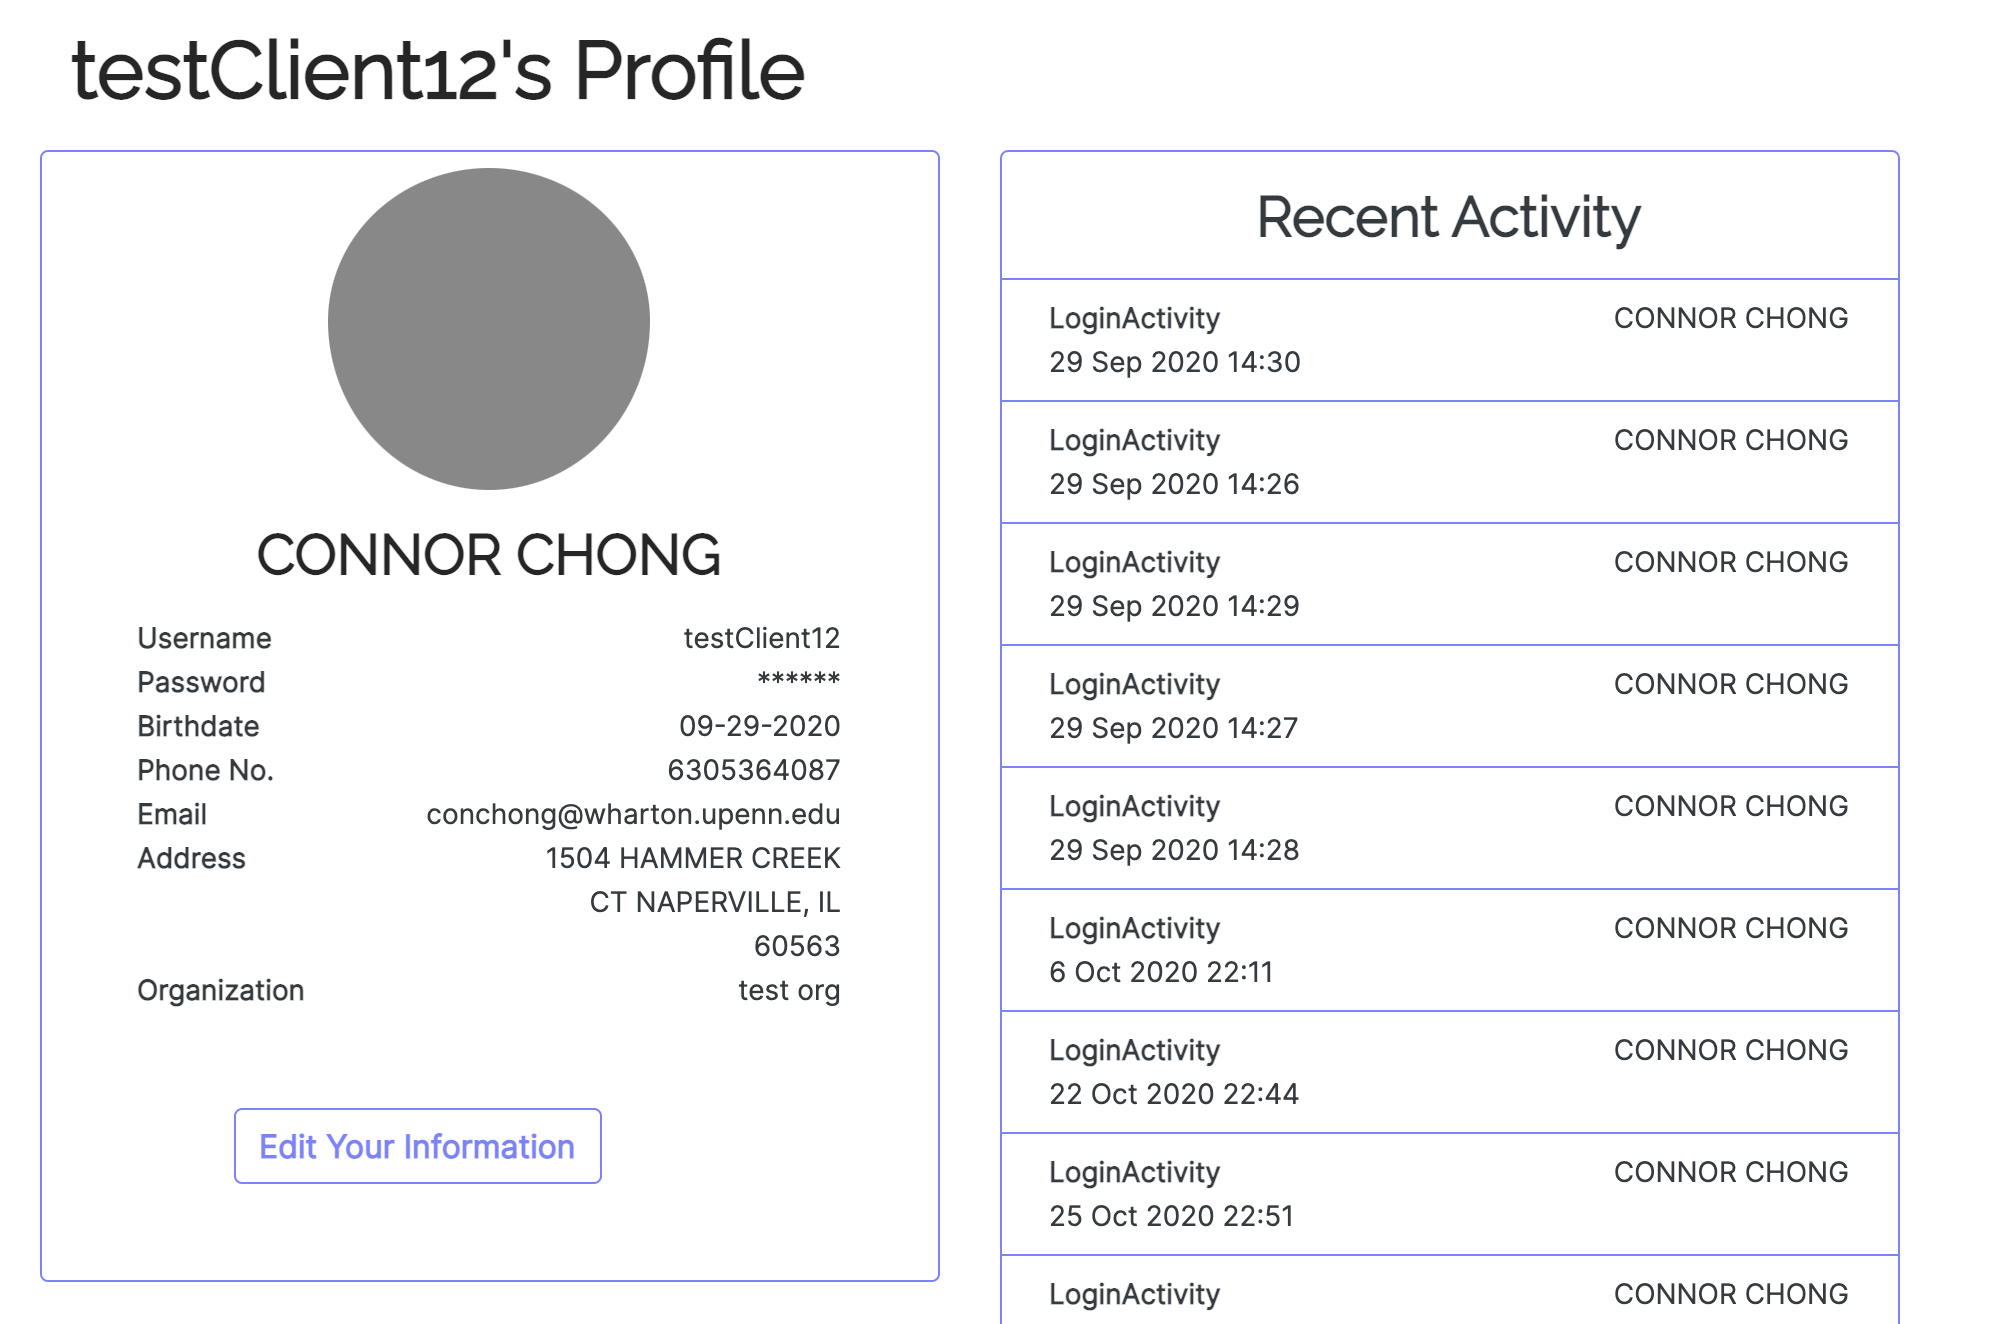 testClient12's Profile
CONNOR CHONG
Username testClient12
Password ******
Birthdate 09-29-2020
Phone No. 6305364087
Email conchong@wharton.upenn.edu
Address 1504 HAMMER CREEK
CT NAPERVILLE, IL
60563
Organization test org
Edit Your Information
Recent Activity
LoginActivity CONNOR CHONG
29 Sep 2020 14:30
LoginActivity CONNOR CHONG
29 Sep 2020 14:26
LoginActivity CONNOR CHONG
29 Sep 2020 14:29
LoginActivity CONNOR CHONG
29 Sep 2020 14:27
LoginActivity CONNOR CHONG
29 Sep 2020 14:28
LoginActivity CONNOR CHONG
6 Oct 2020 22:11
LoginActivity CONNOR CHONG
22 Oct 2020 22:44
LoginActivity CONNOR CHONG
25 Oct 2020 22:51
LoginActivity CONNOR CHONG